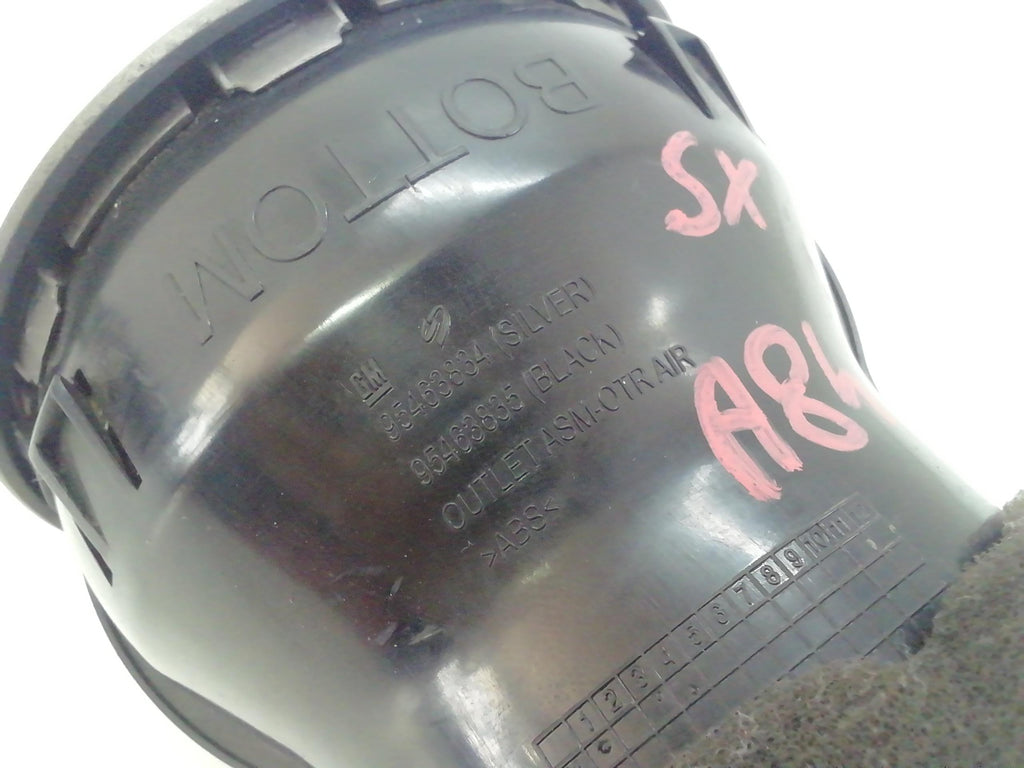 BOTTOM
SX
GM
95463834 (SILVER)
95463835 (BLACK)
OUTLET ASM-OTR AIR
>ABS<
1 2 3 4 5 6 7 8 9 10 11 12